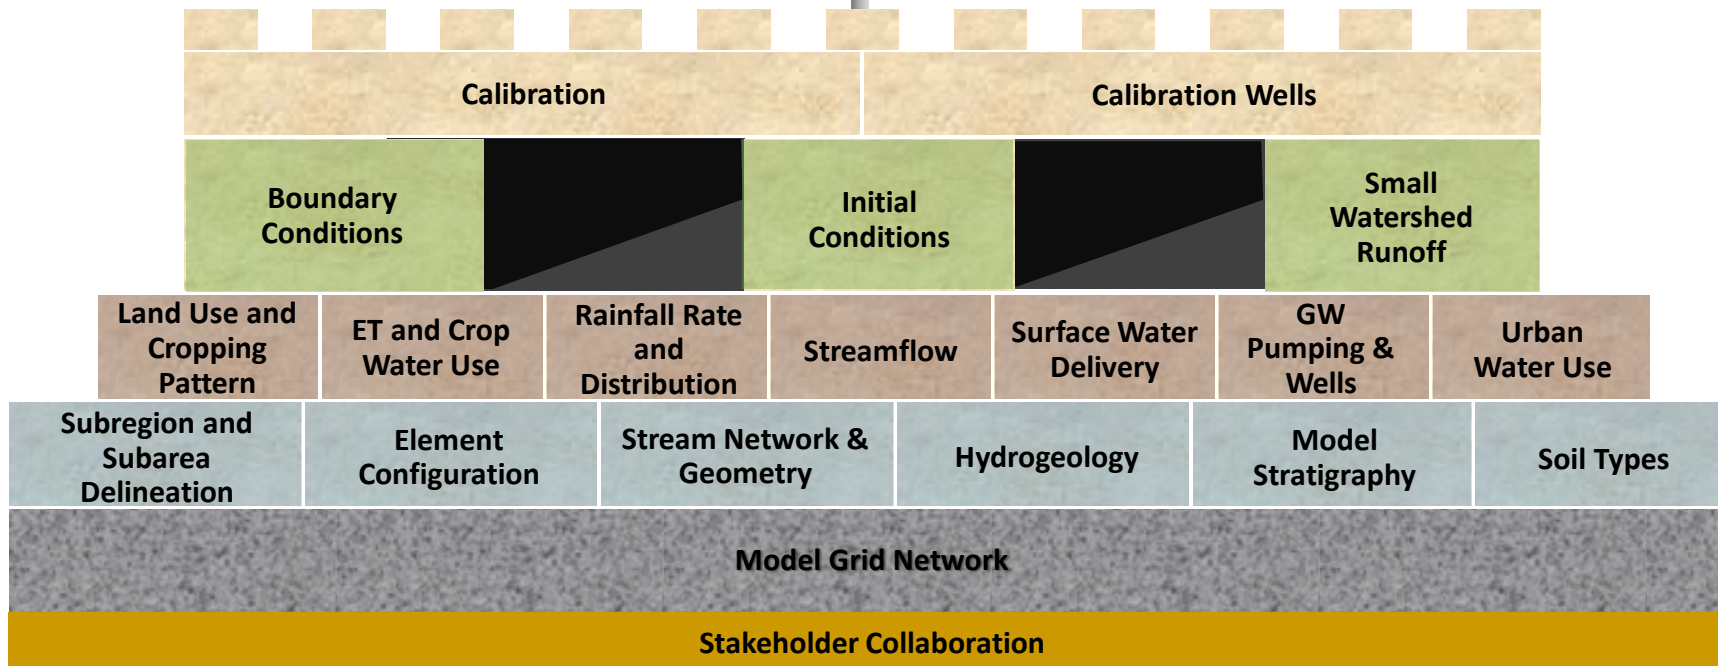 Calibration
Calibration Wells
Boundary
Conditions
Initial
Conditions
Small
Watershed
Runoff
Land Use and
Cropping
Pattern
ET and Crop
Water Use
Rainfall Rate
and
Distribution
Streamflow
Surface Water
Delivery
GW
Pumping &
Wells
Urban
Water Use
Subregion and
Subarea
Delineation
Element
Configuration
Stream Network &
Geometry
Hydrogeology
Model
Stratigraphy
Soil Types
Model Grid Network
Stakeholder Collaboration